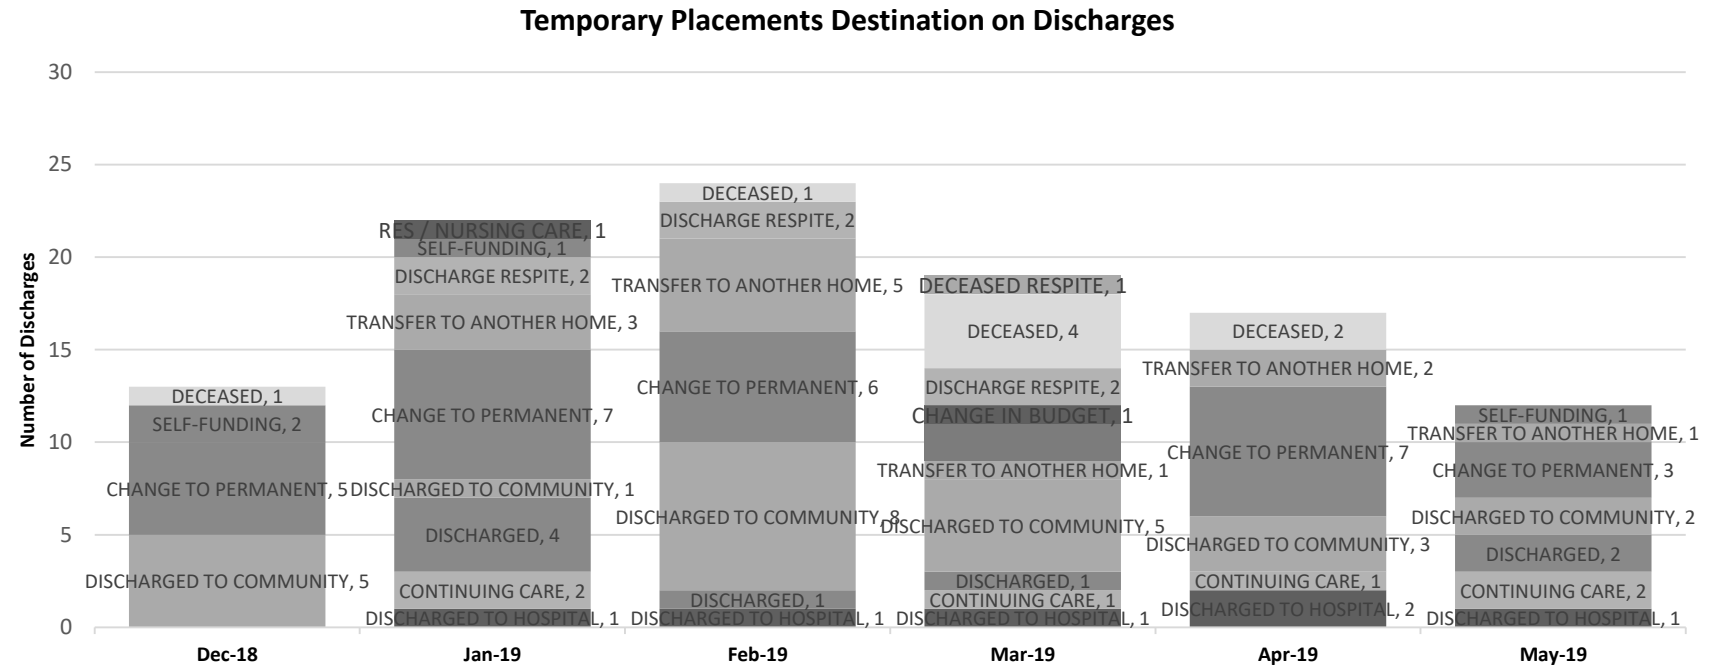 Temporary Placements Destination on Discharges
Number of Discharges
30
25
20
15
10
5
0
DECEASED, 1
SELF-FUNDING, 2
CHANGE TO PERMANENT, 5
DISCHARGED TO COMMUNITY, 5
Dec-18
RES / NURSING CARE, 1
SELF-FUNDING, 1
DISCHARGE RESPITE, 2
TRANSFER TO ANOTHER HOME, 3
CHANGE TO PERMANENT, 7
DISCHARGED TO COMMUNITY, 1
DISCHARGED, 4
CONTINUING CARE, 2
DISCHARGED TO HOSPITAL, 1
Jan-19
DECEASED, 1
DISCHARGE RESPITE, 2
TRANSFER TO ANOTHER HOME, 5
CHANGE TO PERMANENT, 6
DISCHARGED TO COMMUNITY, 8
DISCHARGED, 1
DISCHARGED TO HOSPITAL, 1
Feb-19
DECEASED RESPITE, 1
DECEASED, 4
DISCHARGE RESPITE, 2
CHANGE IN BUDGET, 1
TRANSFER TO ANOTHER HOME, 1
DISCHARGED TO COMMUNITY, 5
DISCHARGED, 1
CONTINUING CARE, 1
DISCHARGED TO HOSPITAL, 1
Mar-19
DECEASED, 2
TRANSFER TO ANOTHER HOME, 2
CHANGE TO PERMANENT, 7
DISCHARGED TO COMMUNITY, 3
CONTINUING CARE, 1
DISCHARGED TO HOSPITAL, 2
Apr-19
SELF-FUNDING, 1
TRANSFER TO ANOTHER HOME, 1
CHANGE TO PERMANENT, 3
DISCHARGED TO COMMUNITY, 2
DISCHARGED, 2
CONTINUING CARE, 2
DISCHARGED TO HOSPITAL, 1
May-19